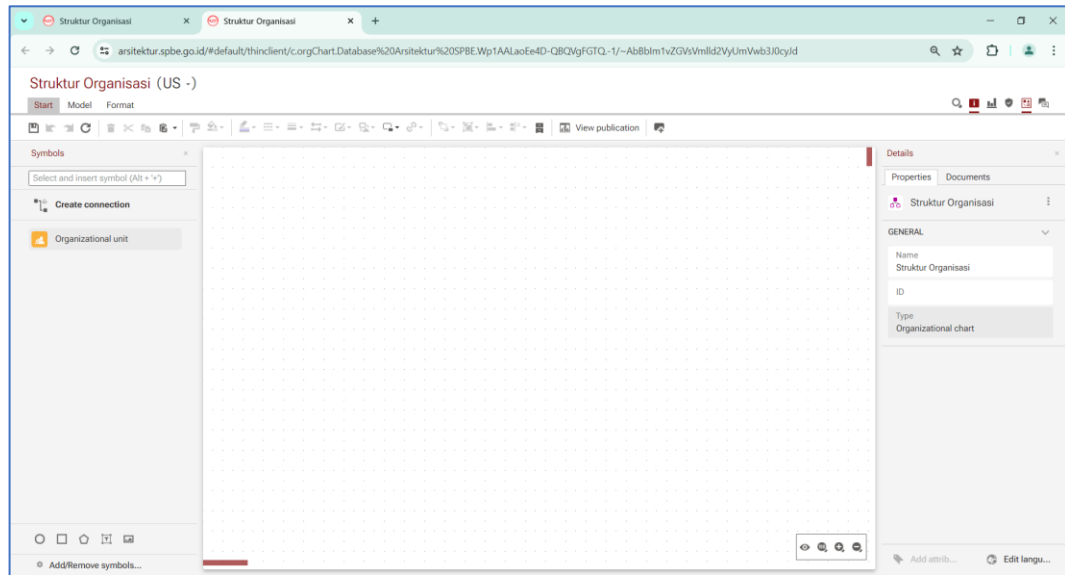 Struktur Organisasi
Struktur Organisasi
arsitektur.spbe.go.id/#default/thinclient/c.orgChart.Database%20Arsitektur%20SPBE.Wp1AALaoEe4D-QBQVgFGTQ.-1/~AbBbIm1vZGVsVmlld2VyUmVwb3J0cyJd
Struktur Organisasi (US -)
Start Model Format
View publication
Symbols
Select and insert symbol (Alt + '+')
Create connection
Organizational unit
Add/Remove symbols...
Details
Properties Documents
Struktur Organisasi
GENERAL
Name
Struktur Organisasi
ID
Type
Organizational chart
Add attrib...
Edit langu...